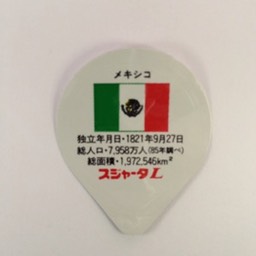 メキシコ
独立年月日・1821年9月27日
総人口・7,958万人(85年調べ)
総面積・1,972,546km²
スジャータL